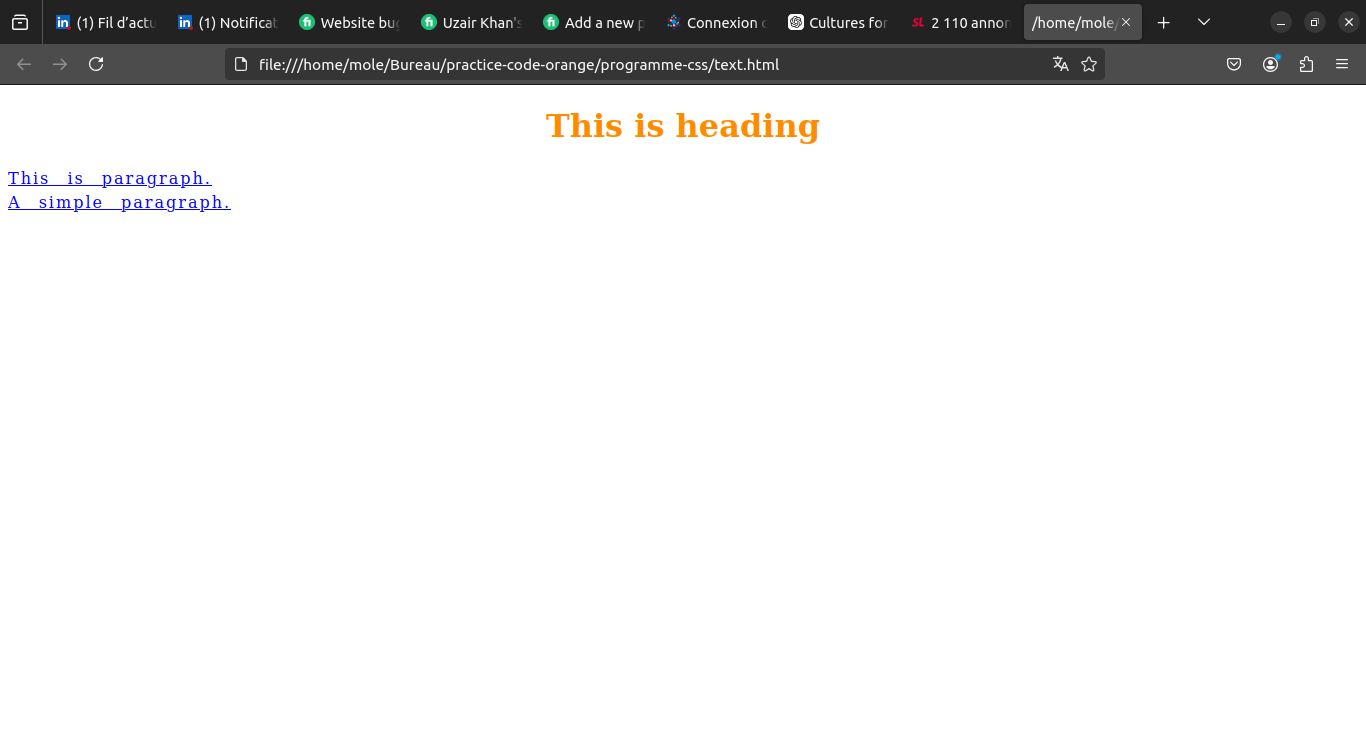 (1) Fil d'actu
(1) Notificat
Website bug
Uzair Khan's
Add a new p
Connexion
Cultures for
SL 2 110 annon
/home/mole/
file:///home/mole/Bureau/practice-code-orange/programme-css/text.html
This is heading
This is paragraph.
A simple paragraph.